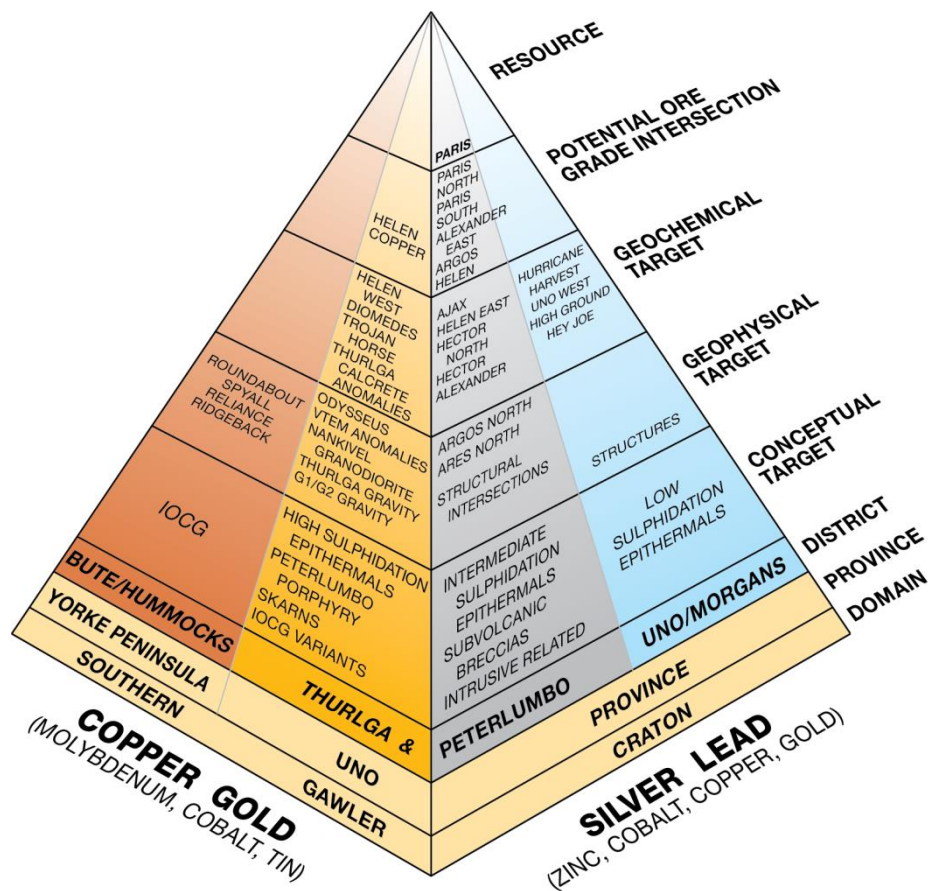 RESOURCE
POTENTIAL ORE
GRADE INTERSECTION
GEOCHEMICAL
TARGET
GEOPHYSICAL
TARGET
CONCEPTUAL
TARGET
DISTRICT
PROVINCE
DOMAIN
PARIS
HELEN
COPPER
PARIS
NORTH
PARIS
SOUTH
ALEXANDER
EAST
ARGOS
HELEN
HELEN
WEST
DIOMEDES
TROJAN
HORSE
THURLGA
CALCRETE
ANOMALIES
AJAX
HELEN EAST
HECTOR
NORTH
HECTOR
ALEXANDER
HURRICANE
HARVEST
UNO WEST
HIGH GROUND
HEY JOE
ROUNDABOUT
SPYALL
RELIANCE
RIDGEBACK
ODYSSEUS
VTEM ANOMALIES
NANKIVEL
GRANODIORITE
THURLGA GRAVITY
G1/G2 GRAVITY
ARGOS NORTH
ARES NORTH
STRUCTURAL
INTERSECTIONS
STRUCTURES
IOCG
HIGH SULPHIDATION
EPITHERMALS
PETERLUMBO
PORPHYRY
SKARNS
IOCG VARIANTS
INTERMEDIATE
SULPHIDATION
EPITHERMALS
SUBVOLCANIC
BRECCIAS
INTRUSIVE RELATED
LOW
SULPHIDATION
EPITHERMALS
BUTE/HUMMOCKS
THURLGA &
PETERLUMBO
UNO/MORGANS
YORKE PENINSULA
UNO
PROVINCE
SOUTHERN
GAWLER
CRATON
COPPER GOLD
(MOLYBDENUM, COBALT, TIN)
SILVER LEAD
(ZINC, COBALT, COPPER, GOLD)